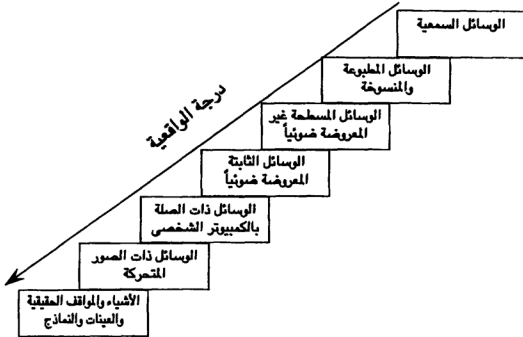 الوسائل السمعية
الوسائل المطبوعة
والمنسوخة
درجة الواقعية
الوسائل المسطحة غير
المعروضة ضوئياً
الوسائل الثابتة
المعروضة ضوئياً
الوسائل ذات الصلة
بالكمبيوتر الشخصى
الوسائل ذات الصور
المتحركة
الأشياء والمواقف الحقيقية
والعينات والنماذج